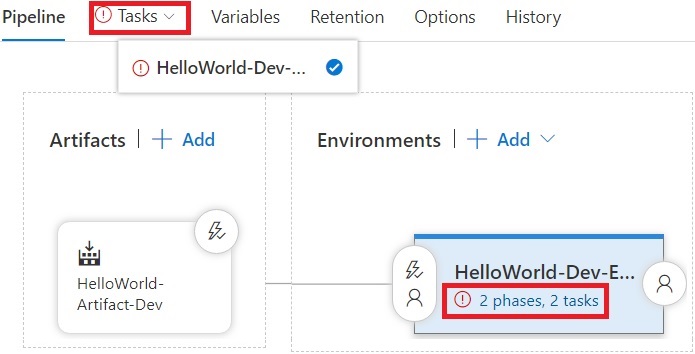 Pipeline Tasks Variables Retention Options History
HelloWorld-Dev-...
Artifacts | + Add Environments | + Add
HelloWorld-
Artifact-Dev
HelloWorld-Dev-E...
2 phases, 2 tasks